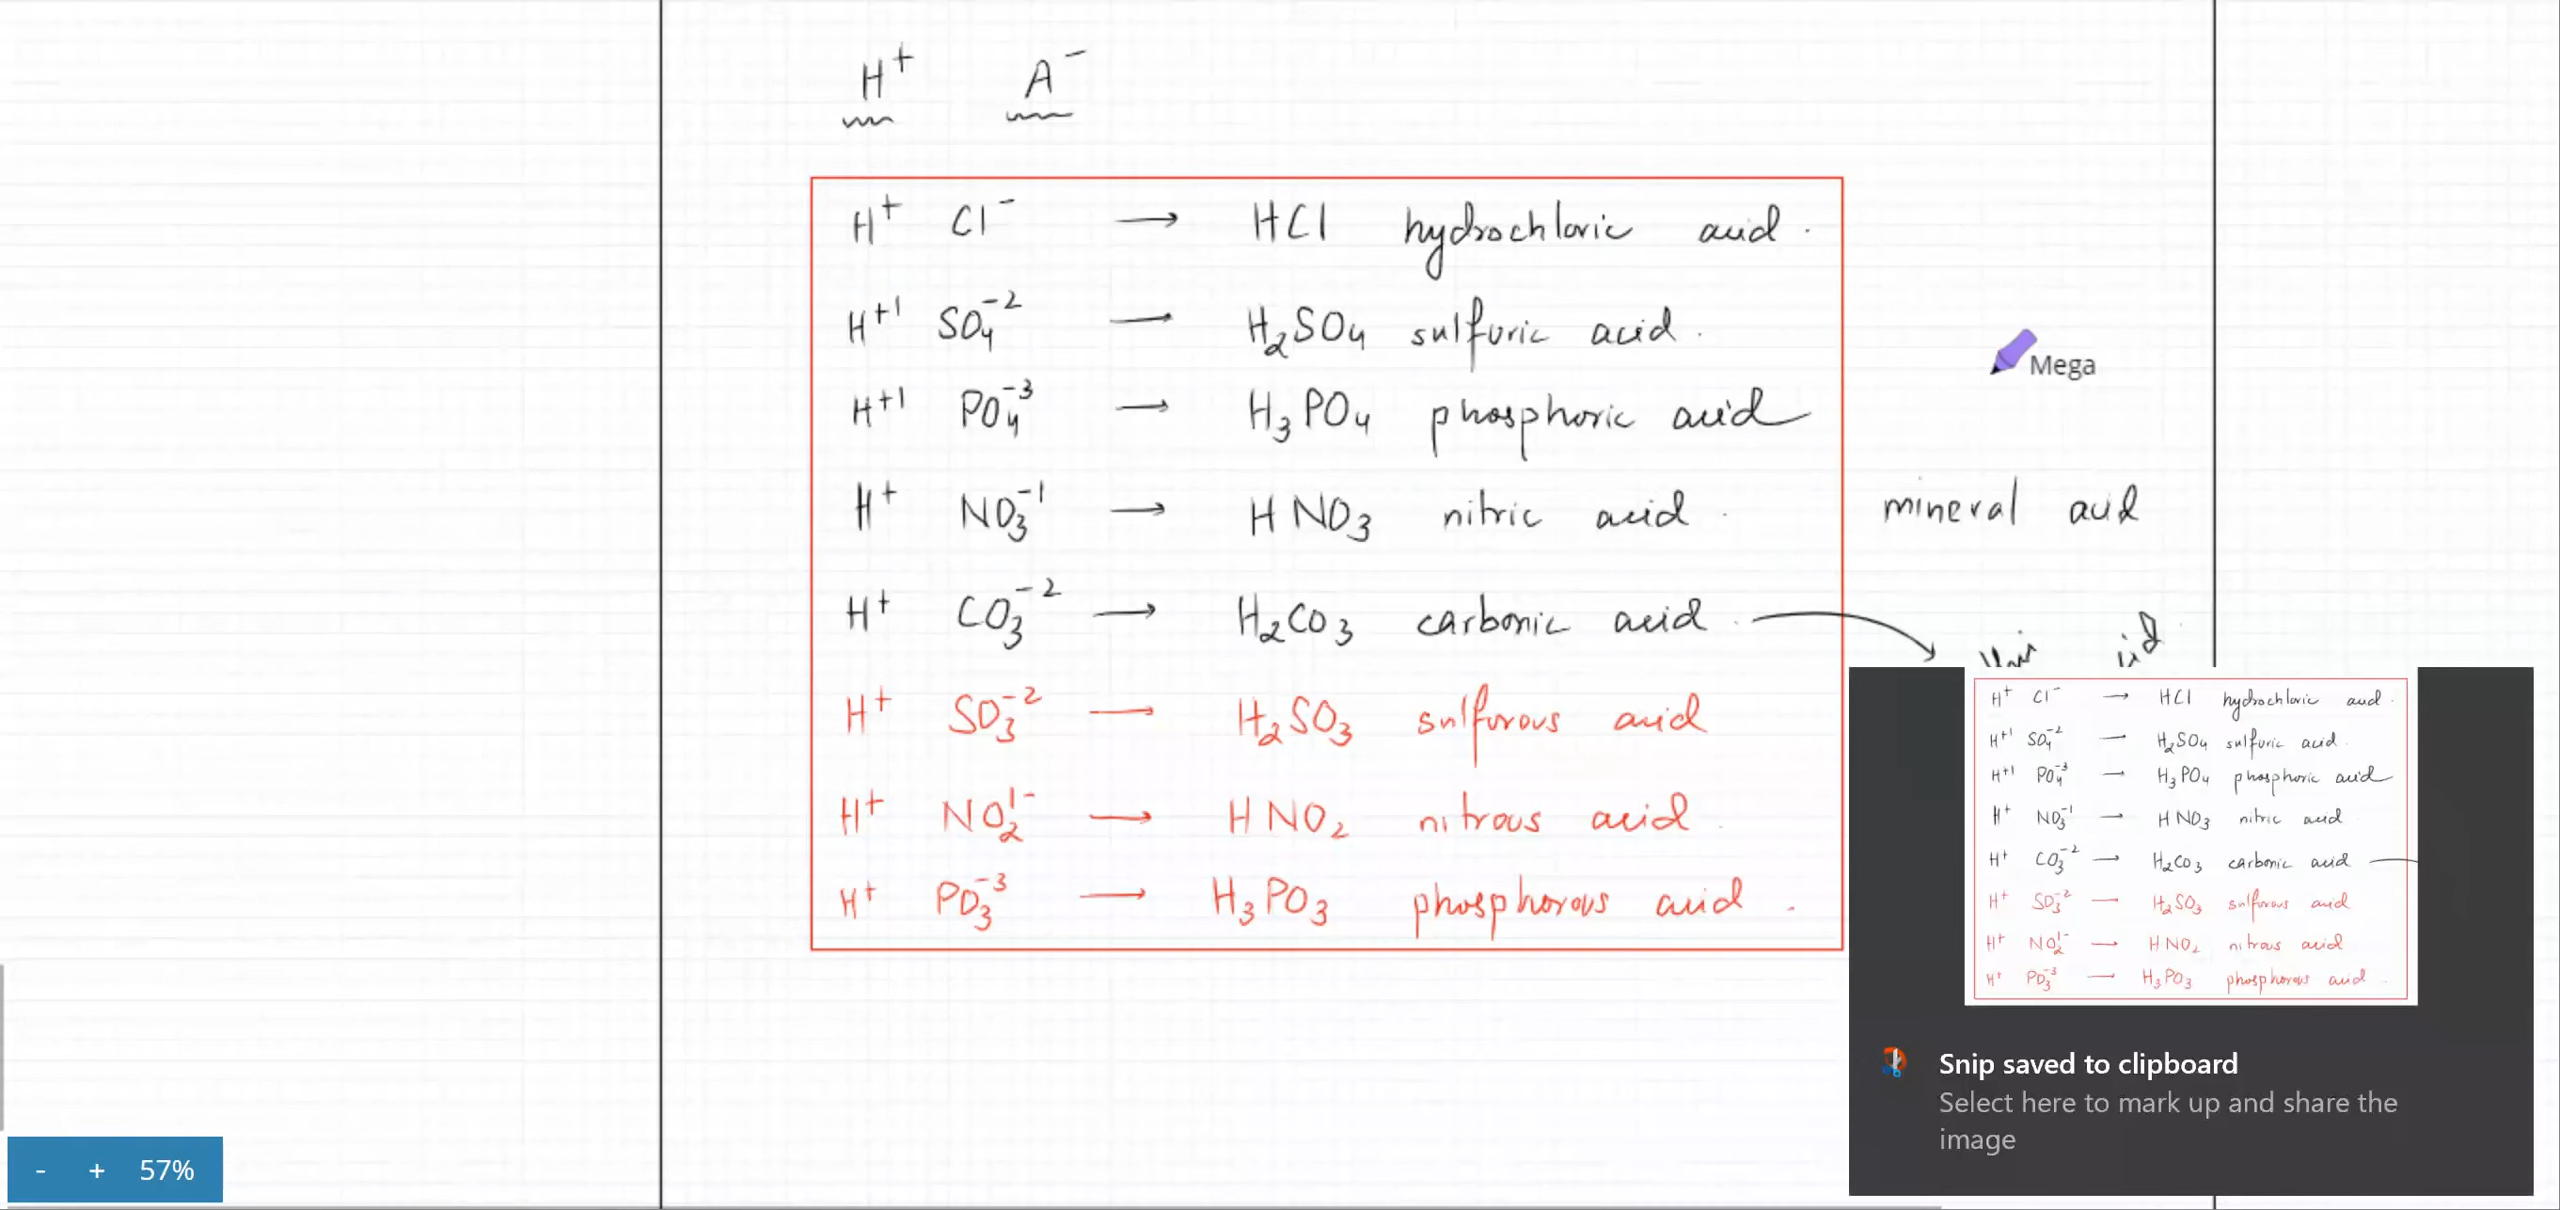 H⁺ A⁻
H⁺ Cl⁻ → HCl hydrochloric acid.
H⁺¹ SO₄⁻² → H₂SO₄ sulfuric acid.
H⁺¹ PO₄⁻³ → H₃PO₄ phosphoric acid
Mega
H⁺ NO₃⁻¹ → HNO₃ nitric acid.
mineral acid
H⁺ CO₃⁻² → H₂CO₃ carbonic acid.
H⁺ SO₃⁻² → H₂SO₃ sulfurous acid
H⁺ NO₂¹⁻ → HNO₂ nitrous acid.
H⁺ PO₃⁻³ → H₃PO₃ phosphorous acid.
H⁺ Cl⁻ → HCl hydrochloric acid.
H⁺¹ SO₄⁻² → H₂SO₄ sulfuric acid.
H⁺¹ PO₄⁻³ → H₃PO₄ phosphoric acid
H⁺ NO₃⁻¹ → HNO₃ nitric acid
H⁺ CO₃⁻² → H₂CO₃ carbonic acid
H⁺ SO₃⁻² → H₂SO₃ sulfurous acid
H⁺ NO₂¹⁻ → HNO₂ nitrous acid
H⁺ PO₃⁻³ → H₃PO₃ phosphorous acid.
Snip saved to clipboard
Select here to mark up and share the
image
- + 57%